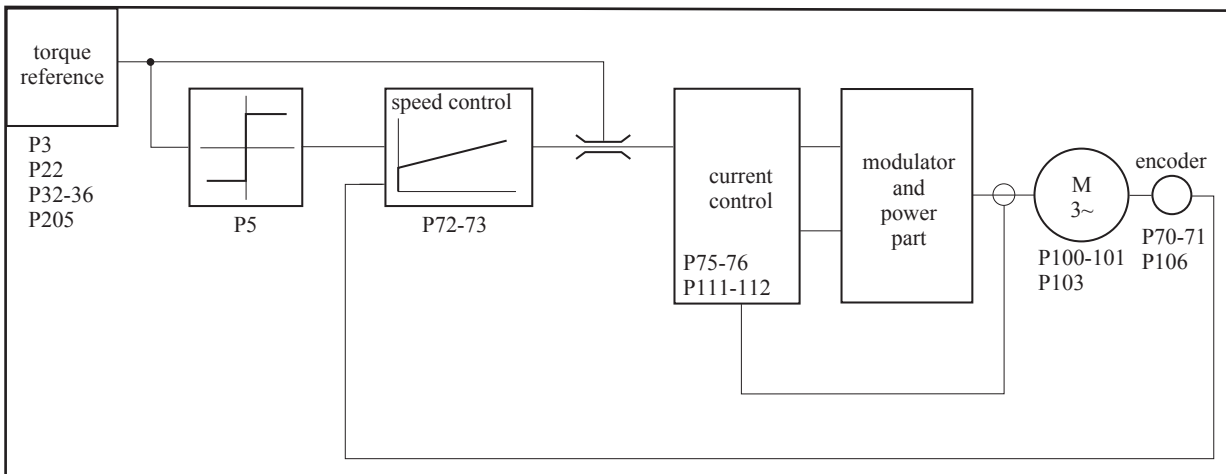 torque
reference
P3
P22
P32-36
P205
P5
speed control
P72-73
current
control
P75-76
P111-112
modulator
and
power
part
M
3~
P100-101
P103
encoder
P70-71
P106